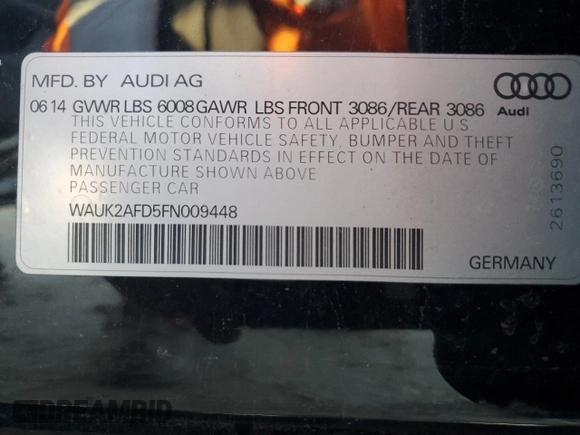 MFD. BY AUDI AG
06 14 GVWR LBS 6008 GAWR LBS FRONT 3086/REAR 3086
Audi
THIS VEHICLE CONFORMS TO ALL APPLICABLE U.S
FEDERAL MOTOR VEHICLE SAFETY, BUMPER AND THEFT
PREVENTION STANDARDS IN EFFECT ON THE DATE OF
MANUFACTURE SHOWN ABOVE
PASSENGER CAR
WAUK2AFD5FN009448
2613690
GERMANY
DREAMBID